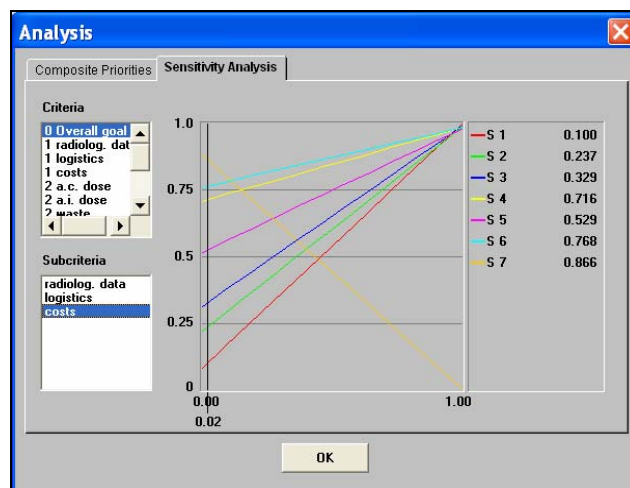 Analysis
Composite Priorities
Sensitivity Analysis
Criteria
0 Overall goal
1 radiolog. dat
1 logistics
1 costs
2 a.c. dose
2 a.i. dose
2 waste
Subcriteria
radiolog. data
logistics
costs
1.0
0.75
0.5
0.25
0
0.00
1.00
0.02
S 1 0.100
S 2 0.237
S 3 0.329
S 4 0.716
S 5 0.529
S 6 0.768
S 7 0.866
OK